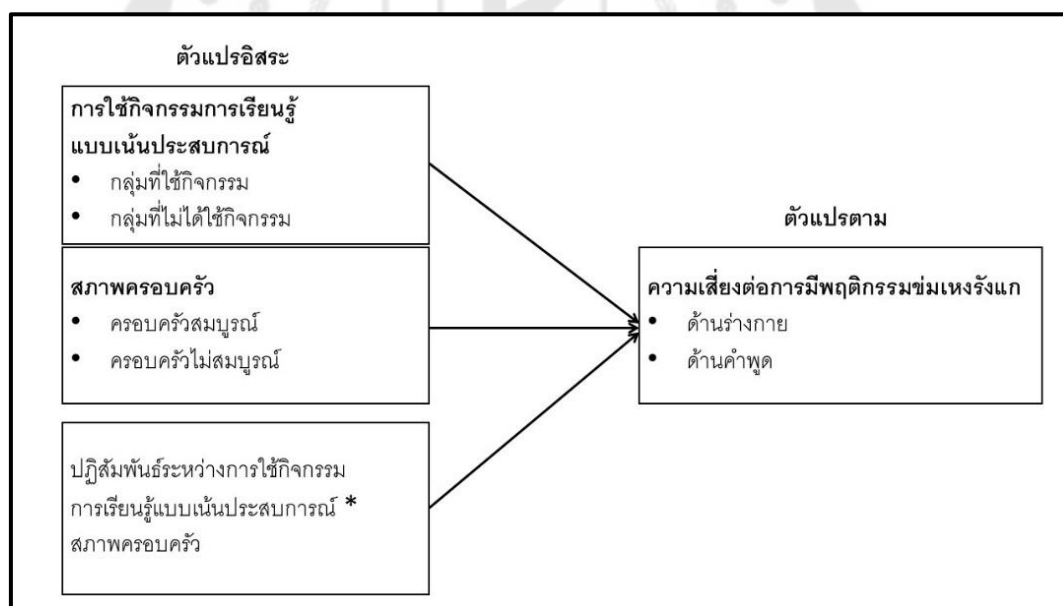 ตัวแปรอิสระ
การใช้กิจกรรมการเรียนรู้
แบบเน้นประสบการณ์
• กลุ่มที่ใช้กิจกรรม
• กลุ่มที่ไม่ได้ใช้กิจกรรม
สภาพครอบครัว
• ครอบครัวสมบูรณ์
• ครอบครัวไม่สมบูรณ์
ปฏิสัมพันธ์ระหว่างการใช้กิจกรรม
การเรียนรู้แบบเน้นประสบการณ์ *
สภาพครอบครัว
ตัวแปรตาม
ความเสี่ยงต่อการมีพฤติกรรมข่มเหงรังแก
• ด้านร่างกาย
• ด้านคำพูด